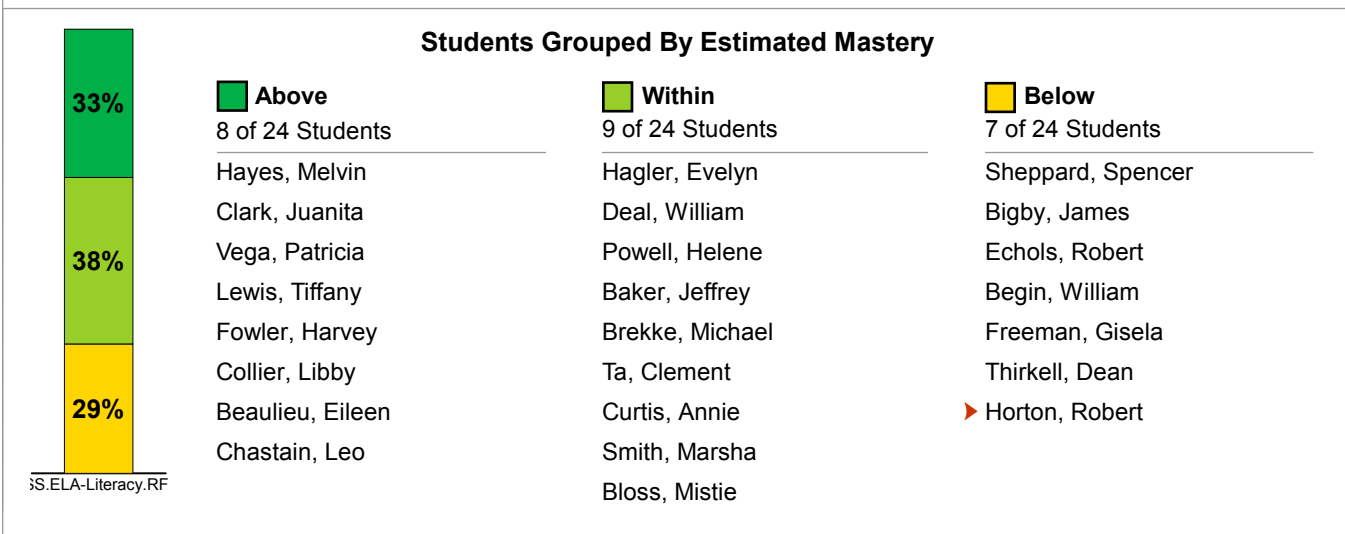 Students Grouped By Estimated Mastery
33%
38%
29%
SS.ELA-Literacy.RF
Above
8 of 24 Students
Hayes, Melvin
Clark, Juanita
Vega, Patricia
Lewis, Tiffany
Fowler, Harvey
Collier, Libby
Beaulieu, Eileen
Chastain, Leo
Within
9 of 24 Students
Hagler, Evelyn
Deal, William
Powell, Helene
Baker, Jeffrey
Brekke, Michael
Ta, Clement
Curtis, Annie
Smith, Marsha
Bloss, Mistie
Below
7 of 24 Students
Sheppard, Spencer
Bigby, James
Echols, Robert
Begin, William
Freeman, Gisela
Thirkell, Dean
Horton, Robert